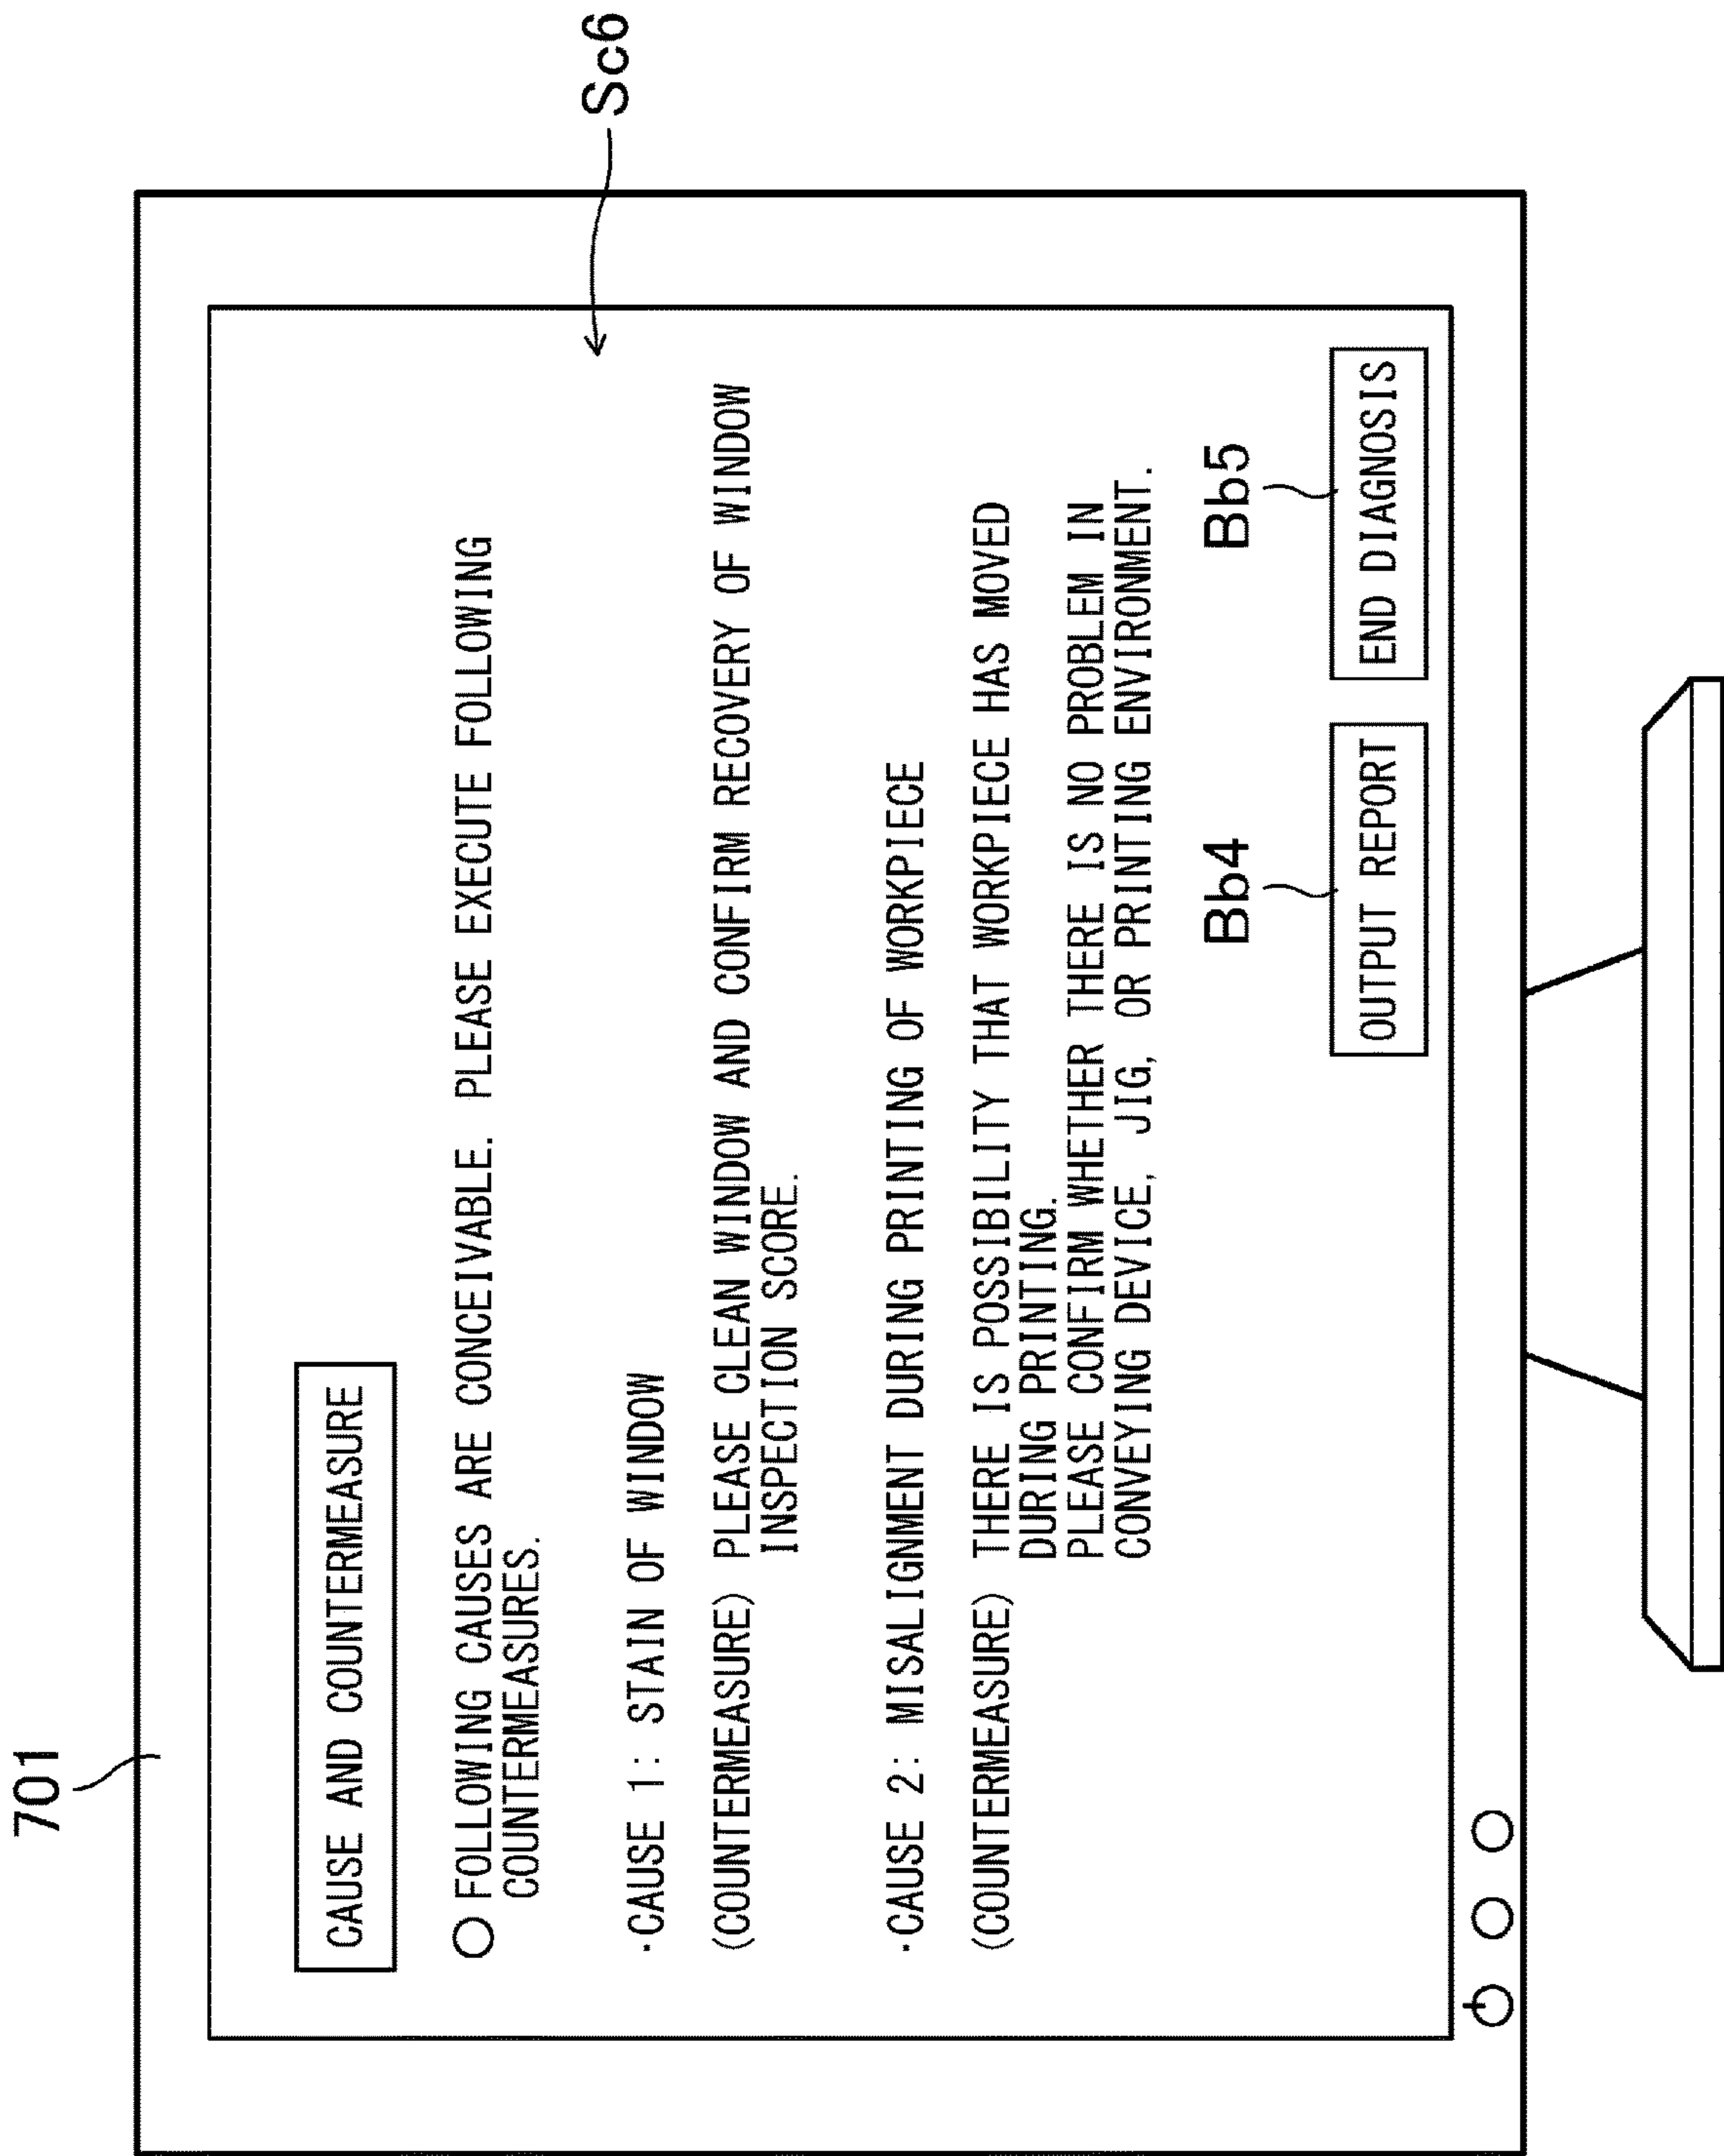 701
Sc6
CAUSE AND COUNTERMEASURE
FOLLOWING CAUSES ARE CONCEIVABLE. PLEASE EXECUTE FOLLOWING
COUNTERMEASURES.
·CAUSE 1: STAIN OF WINDOW
(COUNTERMEASURE) PLEASE CLEAN WINDOW AND CONFIRM RECOVERY OF WINDOW
INSPECTION SCORE.
·CAUSE 2: MISALIGNMENT DURING PRINTING OF WORKPIECE
(COUNTERMEASURE) THERE IS POSSIBILITY THAT WORKPIECE HAS MOVED
DURING PRINTING.
PLEASE CONFIRM WHETHER THERE IS NO PROBLEM IN
CONVEYING DEVICE, JIG, OR PRINTING ENVIRONMENT.
Bb4
Bb5
OUTPUT REPORT
END DIAGNOSIS